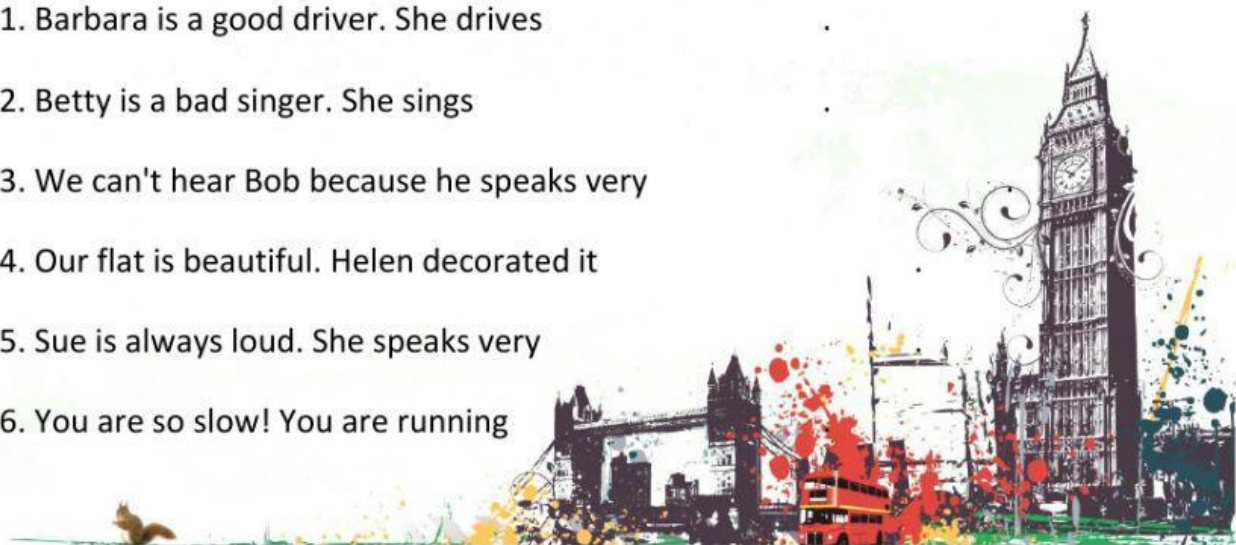 1. Barbara is a good driver. She drives .
2. Betty is a bad singer. She sings .
3. We can't hear Bob because he speaks very .
4. Our flat is beautiful. Helen decorated it .
5. Sue is always loud. She speaks very
6. You are so slow! You are running